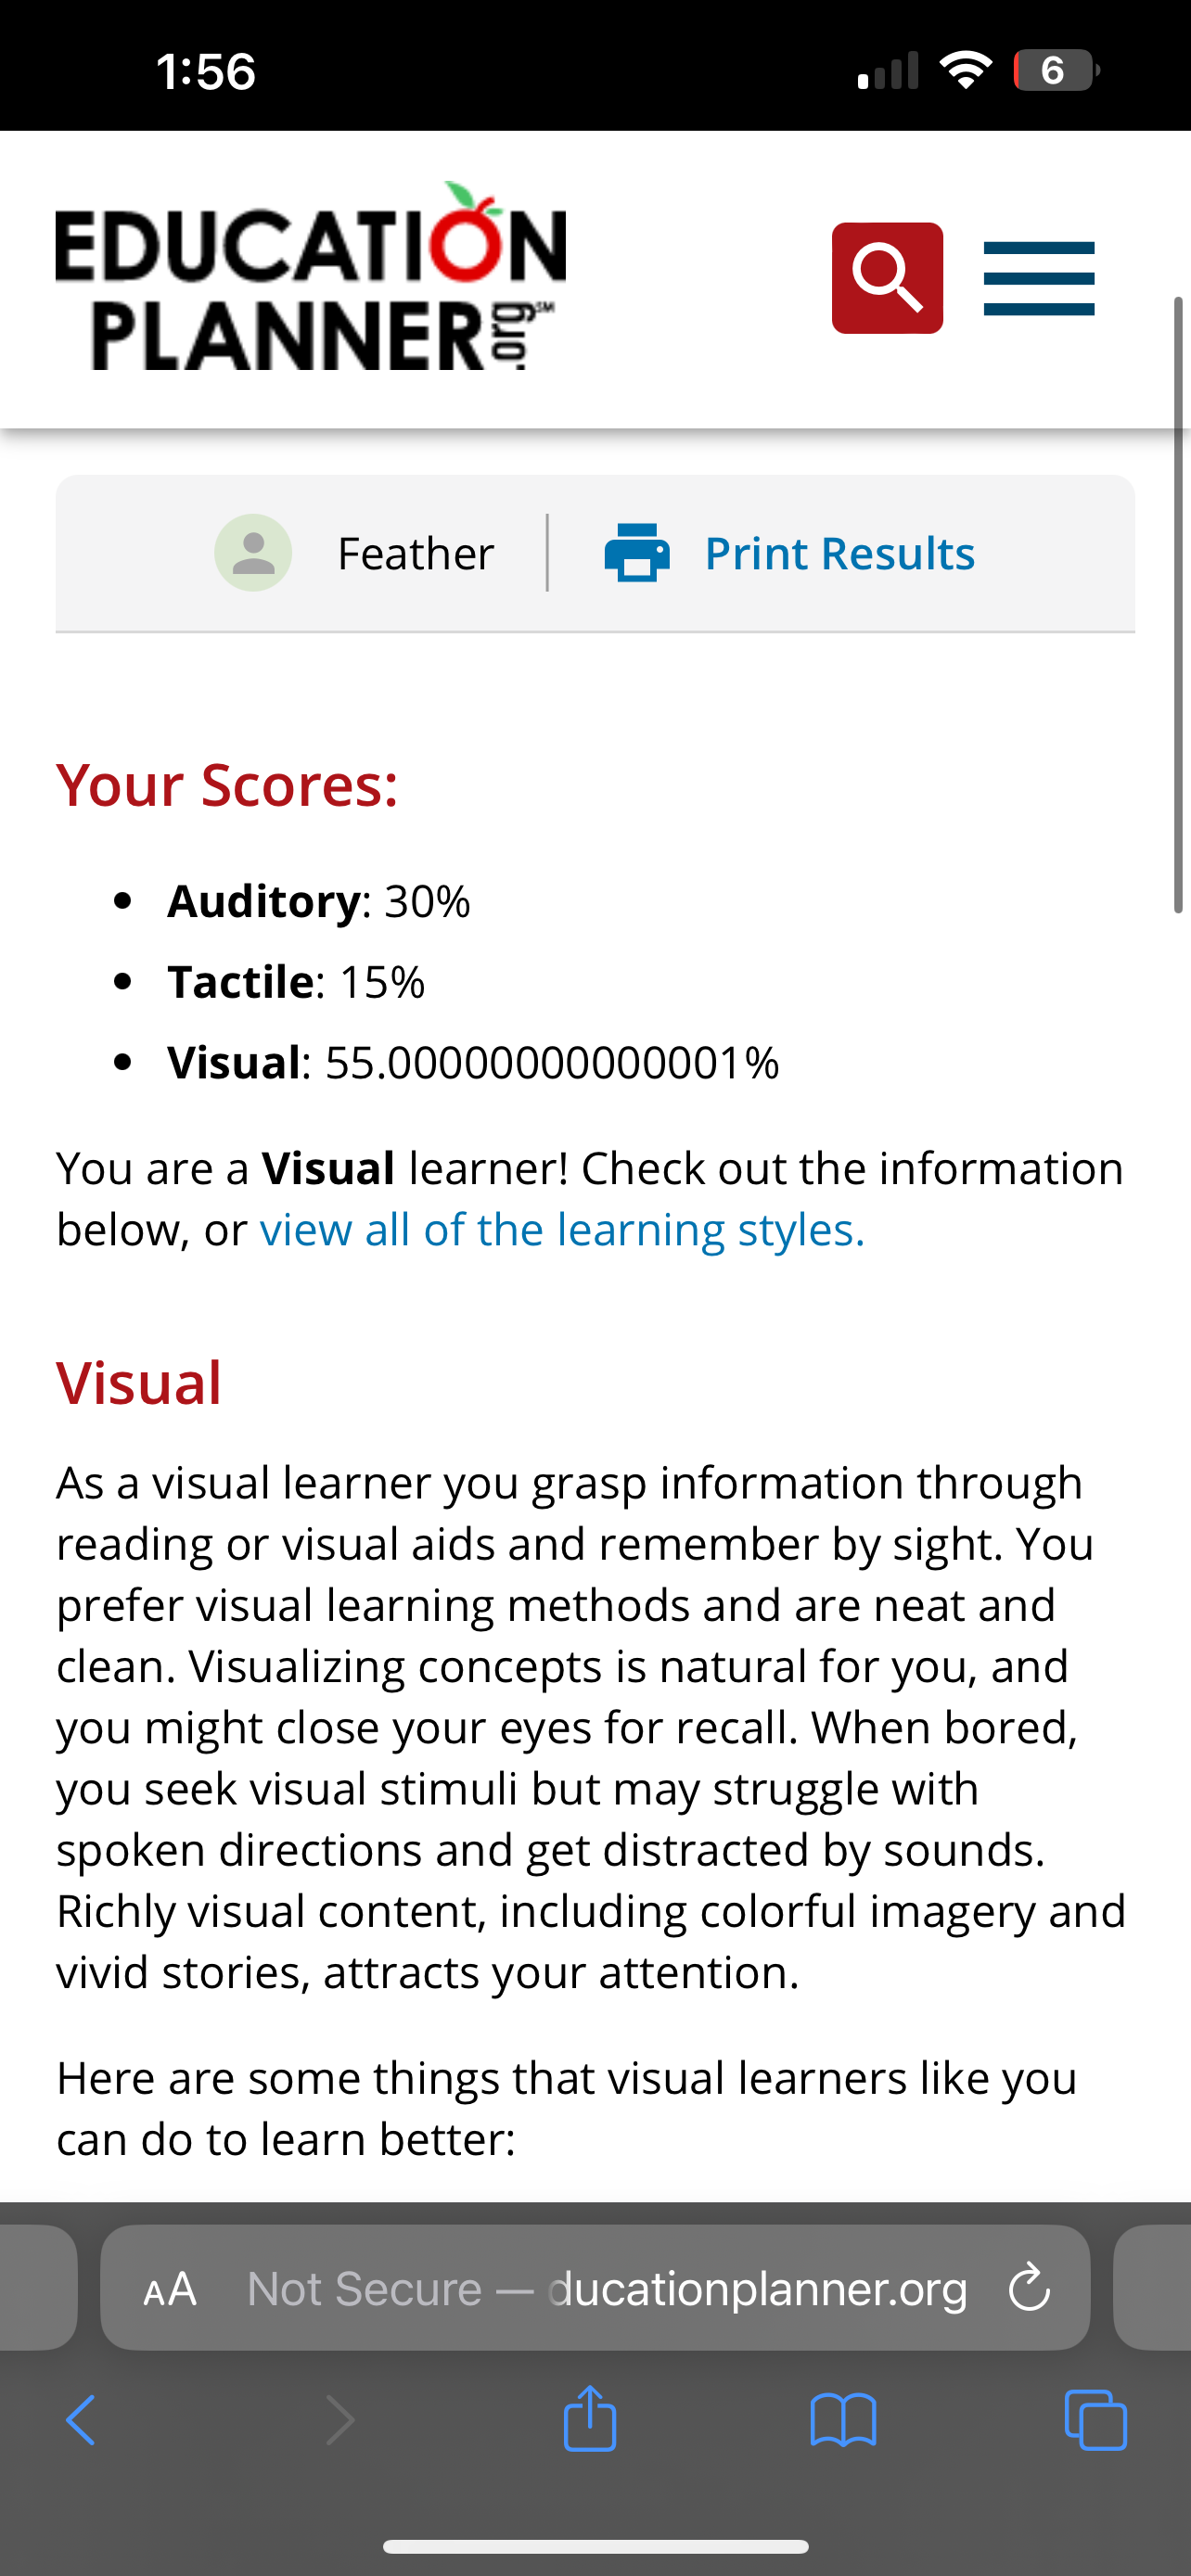 1:56
6
EDUCATION
PLANNER.org℠
Feather
Print Results
Your Scores:
• Auditory: 30%
• Tactile: 15%
• Visual: 55.00000000000001%
You are a Visual learner! Check out the information
below, or view all of the learning styles.
Visual
As a visual learner you grasp information through
reading or visual aids and remember by sight. You
prefer visual learning methods and are neat and
clean. Visualizing concepts is natural for you, and
you might close your eyes for recall. When bored,
you seek visual stimuli but may struggle with
spoken directions and get distracted by sounds.
Richly visual content, including colorful imagery and
vivid stories, attracts your attention.
Here are some things that visual learners like you
can do to learn better:
AA Not Secure — ducationplanner.org